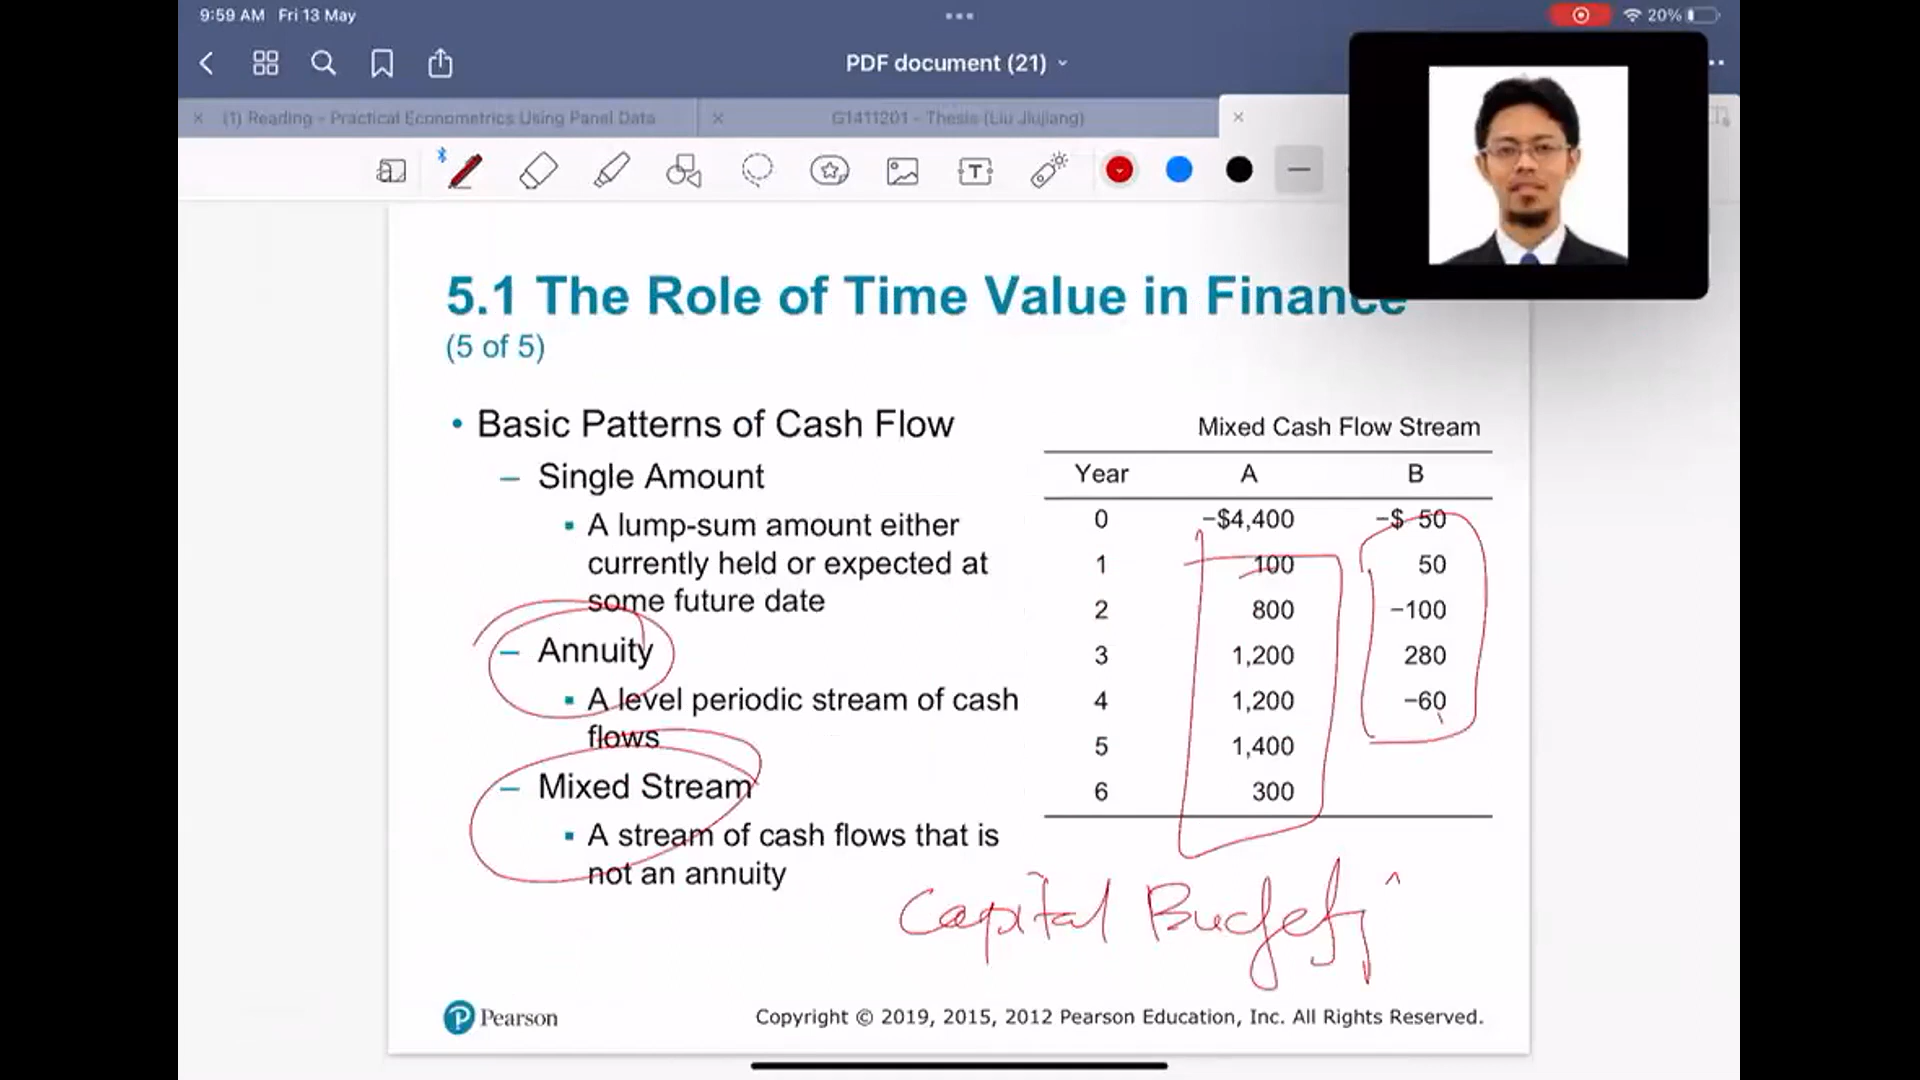 9:59 AM Fri 13 May
20%
PDF document (21)
(1) Reading - Practical Econometrics Using Panel Data
G1411201 - Thesis (Liu Jiujiang)
5.1 The Role of Time Value in Finance
(5 of 5)
• Basic Patterns of Cash Flow
– Single Amount
▪ A lump-sum amount either
currently held or expected at
some future date
– Annuity
▪ A level periodic stream of cash
flows
– Mixed Stream
▪ A stream of cash flows that is
not an annuity
Mixed Cash Flow Stream
Year A B
0 −$4,400 −$ 50
1 100 50
2 800 −100
3 1,200 280
4 1,200 −60
5 1,400
6 300
Capital
P Pearson
Copyright © 2019, 2015, 2012 Pearson Education, Inc. All Rights Reserved.